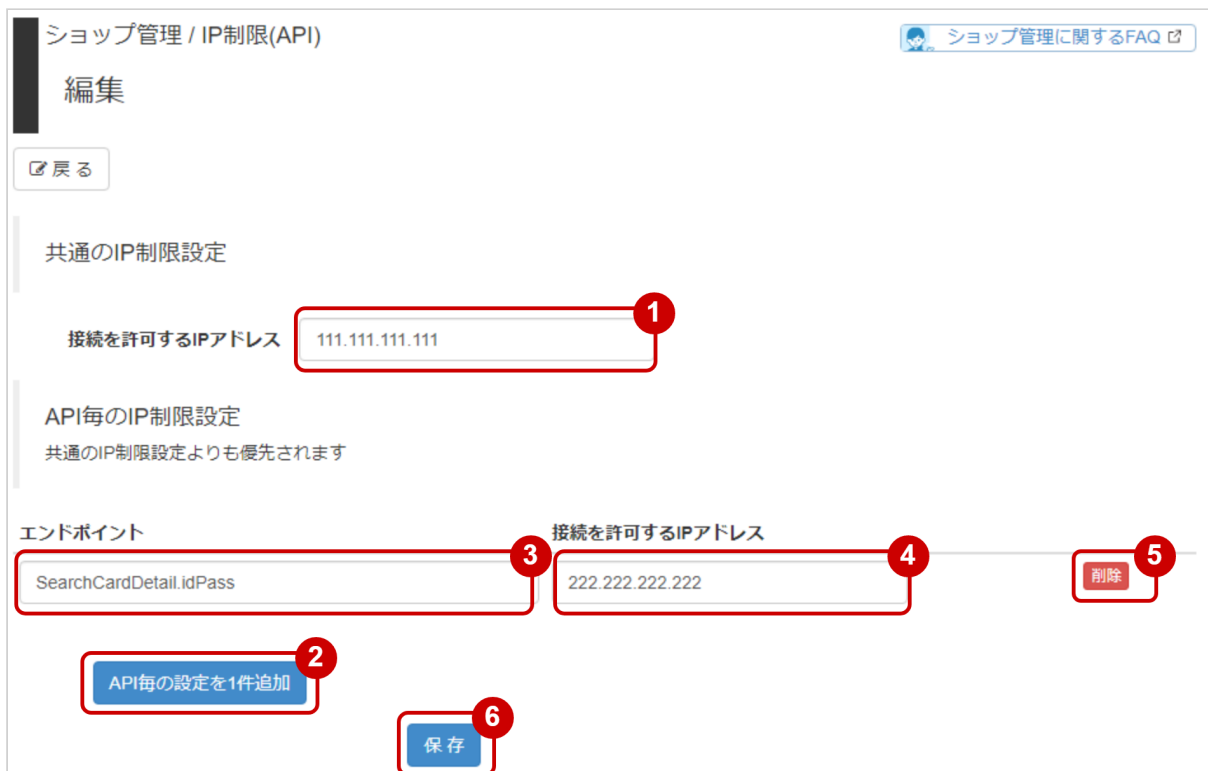 ショップ管理 / IP制限(API)
ショップ管理に関するFAQ
編集
戻 る
共通のIP制限設定
1
接続を許可するIPアドレス 111.111.111.111
API毎のIP制限設定
共通のIP制限設定よりも優先されます
エンドポイント 接続を許可するIPアドレス
3 4 5
SearchCardDetail.idPass 222.222.222.222 削除
2
API毎の設定を1件追加
6
保 存